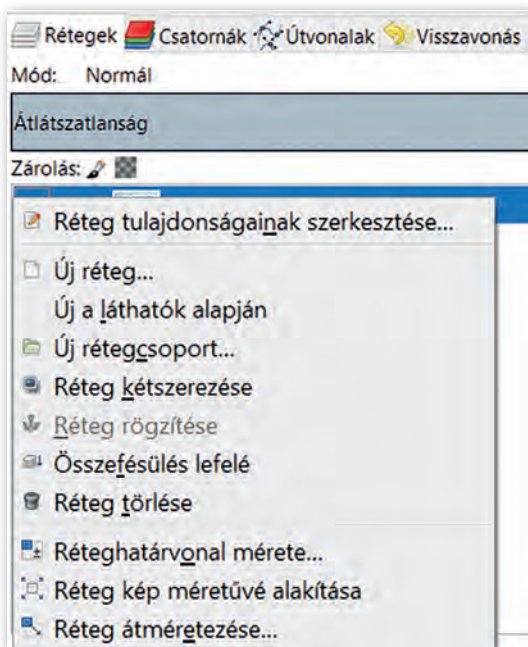 Rétegek Csatornák Útvonalak Visszavonás
Mód: Normál
Átlátszatlanság
Zárolás:
Réteg tulajdonságainak szerkesztése...
Új réteg...
Új a láthatók alapján
Új rétegcsoport...
Réteg kétszerezése
Réteg rögzítése
Összefésülés lefelé
Réteg törlése
Réteghatárvonal mérete...
Réteg kép méretűvé alakítása
Réteg átméretezése...